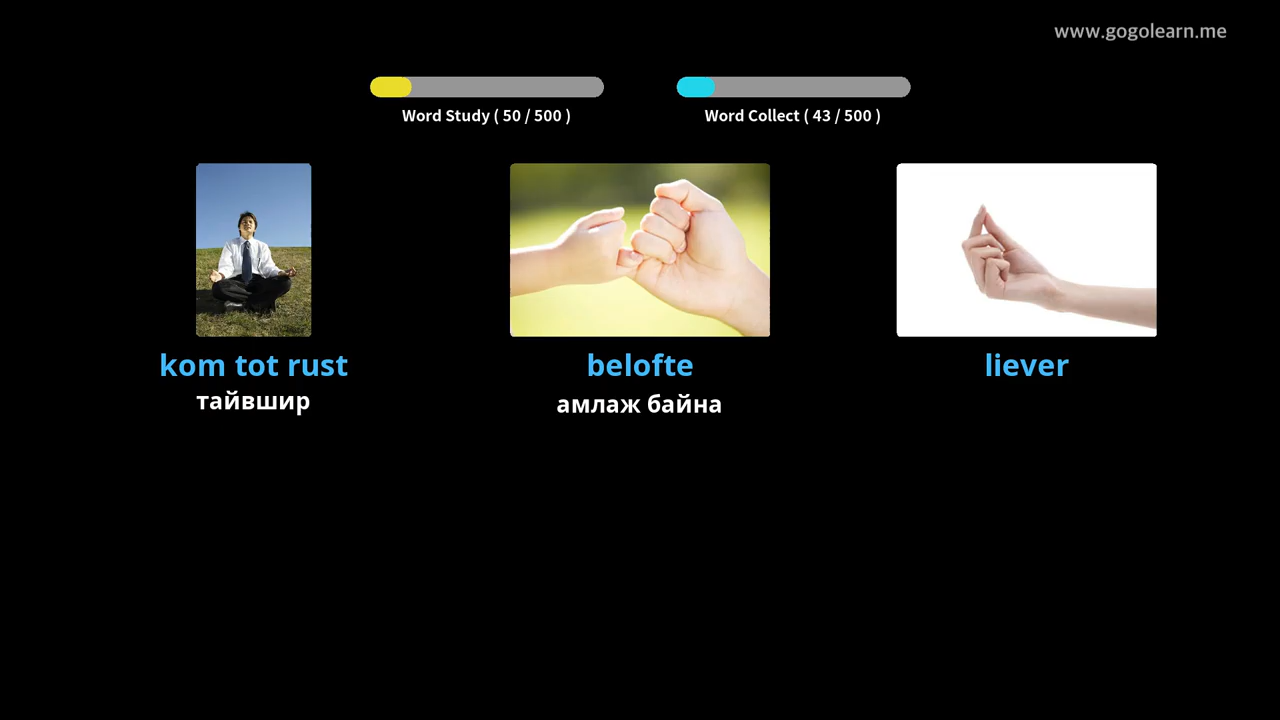 www.gogolearn.me
Word Study ( 50 / 500 )
Word Collect ( 43 / 500 )
kom tot rust
тайвшир
belofte
амлаж байна
liever